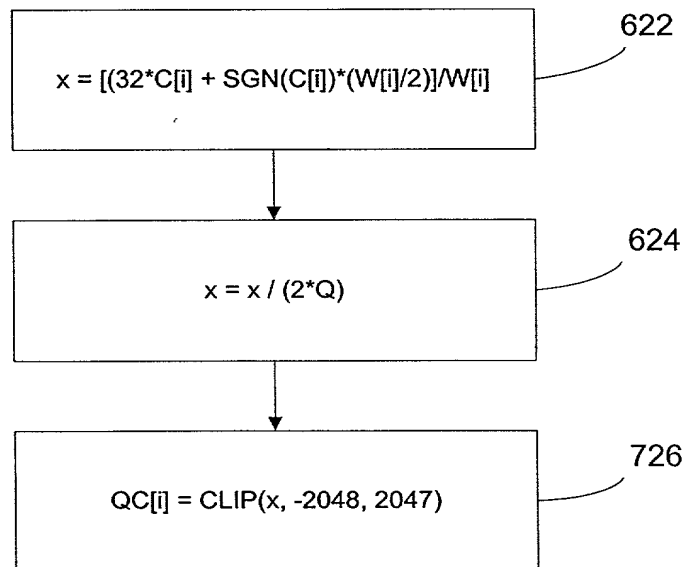 622
x = [(32*C[i] + SGN(C[i])*(W[i]/2)]/W[i]
624
x = x / (2*Q)
726
QC[i] = CLIP(x, -2048, 2047)